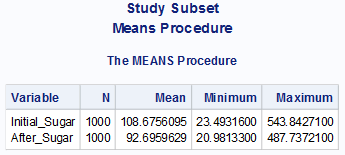 Study Subset
Means Procedure
The MEANS Procedure
Variable N Mean Minimum Maximum
Initial_Sugar 1000 108.6756095 23.4931600 543.8427100
After_Sugar 1000 92.6959629 20.9813300 487.7372100